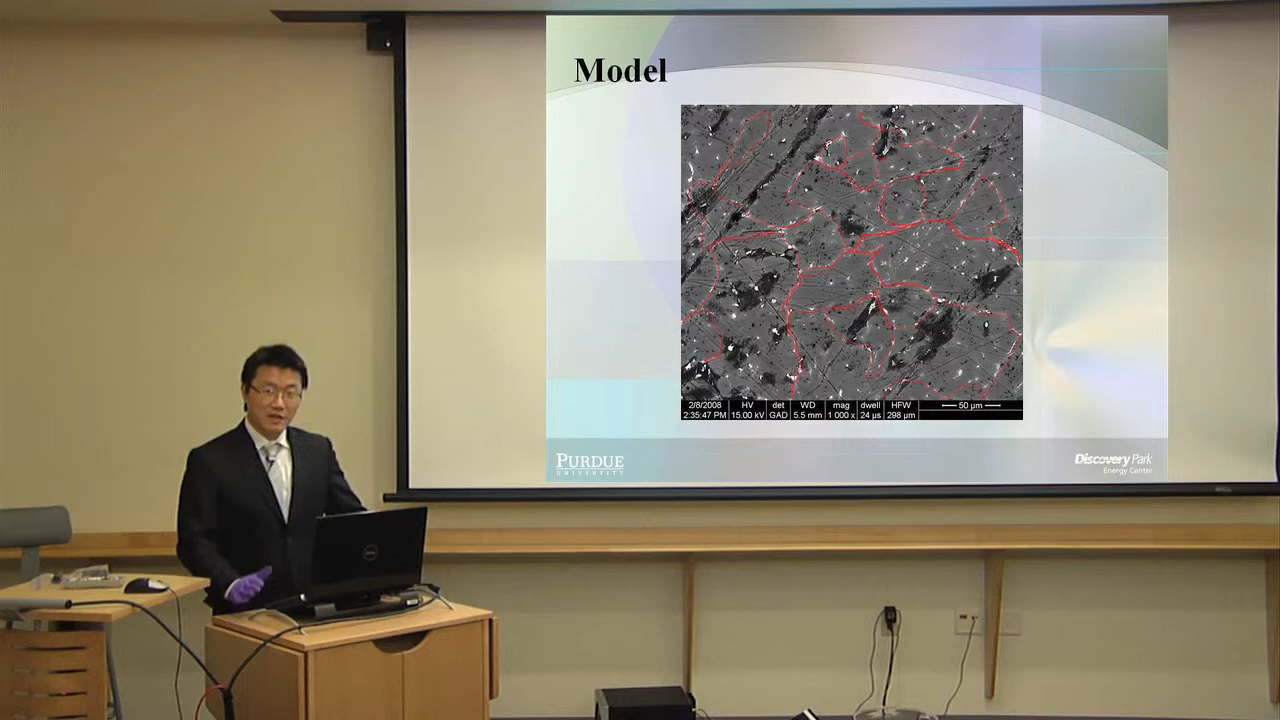 Model
2/8/2008 HV det WD mag dwell HFW 50 µm
2:35:47 PM 15.00 kV GAD 5.5 mm 1 000 x 24 µs 298 µm
PURDUE
UNIVERSITY
Discovery Park
Energy Center
DELL